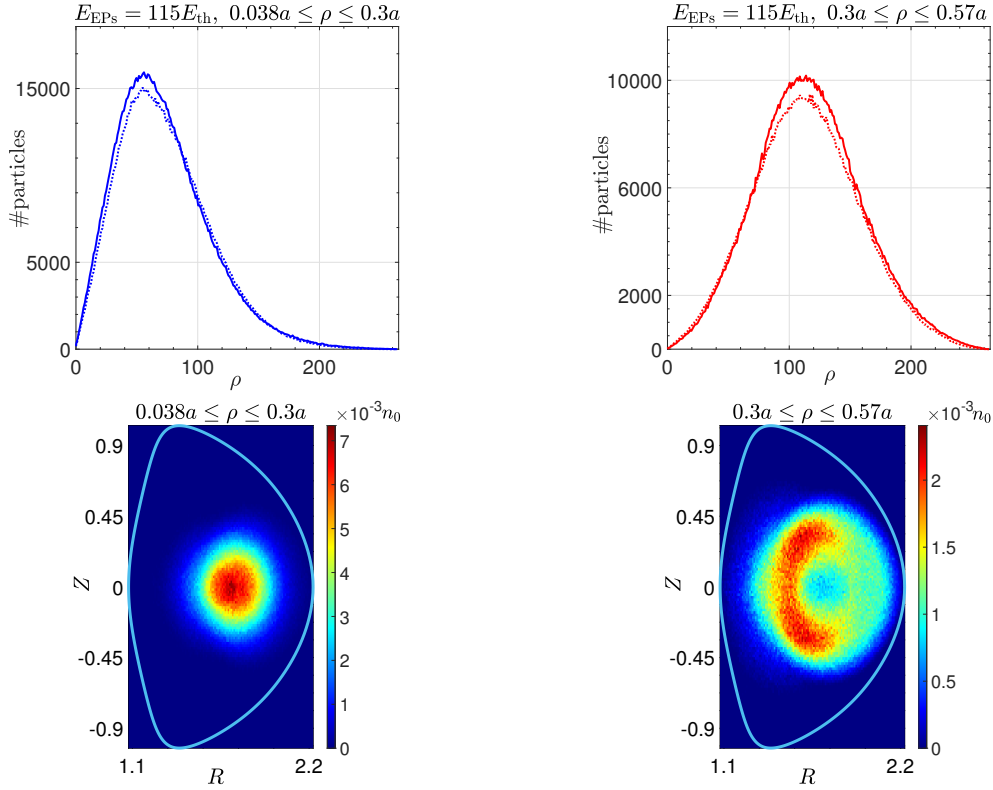 E_EPs = 115E_th, 0.038a ≤ ρ ≤ 0.3a
#particles
15000
5000
0
0
100
200
ρ
E_EPs = 115E_th, 0.3a ≤ ρ ≤ 0.57a
#particles
10000
6000
2000
0
0
100
200
ρ
0.038a ≤ ρ ≤ 0.3a
×10⁻³n₀
Z
0.9
0.45
0
-0.45
-0.9
1.1
2.2
R
7
6
5
4
3
2
1
0
0.3a ≤ ρ ≤ 0.57a
×10⁻³n₀
Z
0.9
0.45
0
-0.45
-0.9
1.1
2.2
R
2
1.5
1
0.5
0